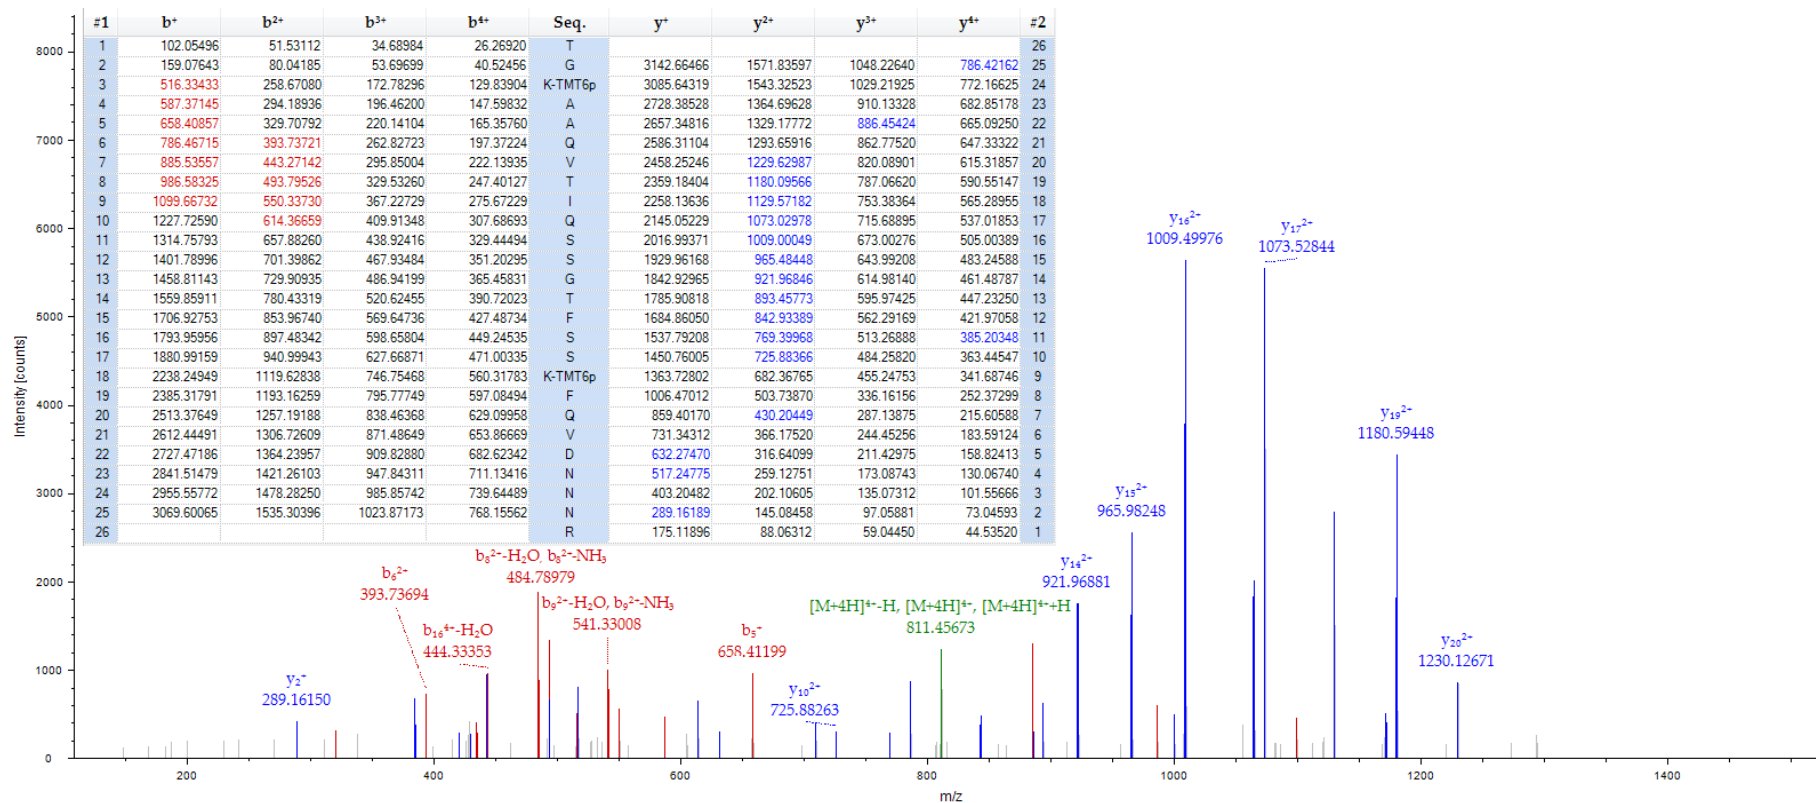 #1 b⁺ b²⁺ b³⁺ b⁴⁺ Seq. y⁺ y²⁺ y³⁺ y⁴⁺ #2
1 102.05496 51.53112 34.68984 26.26920 T 26
2 159.07643 80.04185 53.69699 40.52456 G 3142.66466 1571.83597 1048.22640 786.42162 25
3 516.33433 258.67080 172.78296 129.83904 K-TMT6p 3085.64319 1543.32523 1029.21925 772.16625 24
4 587.37145 294.18936 196.46200 147.59832 A 2728.38528 1364.69628 910.13328 682.85178 23
5 658.40857 329.70792 220.14104 165.35760 A 2657.34816 1329.17772 886.45424 665.09250 22
6 786.46715 393.73721 262.82723 197.37224 Q 2586.31104 1293.65916 862.77520 647.33322 21
7 885.53557 443.27142 295.85004 222.13935 V 2458.25246 1229.62987 820.08901 615.31857 20
8 986.58325 493.79526 329.53260 247.40127 T 2359.18404 1180.09566 787.06620 590.55147 19
9 1099.66732 550.33730 367.22729 275.67229 I 2258.13636 1129.57182 753.38364 565.28955 18
10 1227.72590 614.36659 409.91348 307.68693 Q 2145.05229 1073.02978 715.68895 537.01853 17
11 1314.75793 657.88260 438.92416 329.44494 S 2016.99371 1009.00049 673.00276 505.00389 16
12 1401.78996 701.39862 467.93484 351.20295 S 1929.96168 965.48448 643.99208 483.24588 15
13 1458.81143 729.90935 486.94199 365.45831 G 1842.92965 921.96846 614.98140 461.48787 14
14 1559.85911 780.43319 520.62455 390.72023 T 1785.90818 893.45773 595.97425 447.23250 13
15 1706.92753 853.96740 569.64736 427.48734 F 1684.86050 842.93389 562.29169 421.97058 12
16 1793.95956 897.48342 598.65804 449.24535 S 1537.79208 769.39968 513.26888 385.20348 11
17 1880.99159 940.99943 627.66871 471.00335 S 1450.76003 725.88366 484.25820 363.44547 10
18 2238.24949 1119.62838 746.75468 560.31783 K-TMT6p 1363.72802 682.36765 455.24753 341.68746 9
19 2385.31791 1193.16259 795.77749 597.08494 F 1006.47012 503.73870 336.16156 252.37299 8
20 2513.37649 1257.19188 838.46368 629.09958 Q 859.40170 430.20449 287.13875 215.60588 7
21 2612.44491 1306.72609 871.48649 653.86669 V 731.34312 366.17520 244.45256 183.59124 6
22 2727.47186 1364.23957 909.82880 682.62342 D 632.27470 316.64099 211.42975 158.82413 5
23 2841.51479 1421.26103 947.84311 711.13416 N 517.24775 259.12751 173.08743 130.06740 4
24 2955.55772 1478.28250 985.85742 739.64489 N 403.20482 202.10605 135.07312 101.55666 3
25 3069.60065 1535.30396 1023.87173 768.15562 N 289.16189 145.08458 97.05881 73.04593 2
26 R 175.11896 88.06312 59.04450 44.53520 1
y₁₆²⁺
1009.49976
y₁₇²⁺
1073.52844
y₁₉²⁺
1180.59448
y₁₅²⁺
965.98248
y₁₄²⁺
921.96881
b₈²⁺-H₂O, b₈²⁺-NH₃
484.78979
b₆²⁺
393.73694
b₉²⁺-H₂O, b₉²⁺-NH₃
541.33008
[M+4H]⁴⁺-H, [M+4H]⁴⁺, [M+4H]⁴⁺+H
811.45673
b₁₆⁴⁺-H₂O
444.33353
b₅⁺
658.41199
y₂₀²⁺
1230.12671
y₂⁺
289.16150
y₁₀²⁺
725.88263
Intensity [counts]
8000
7000
6000
5000
4000
3000
2000
1000
0
200 400 600 800 1000 1200 1400
m/z